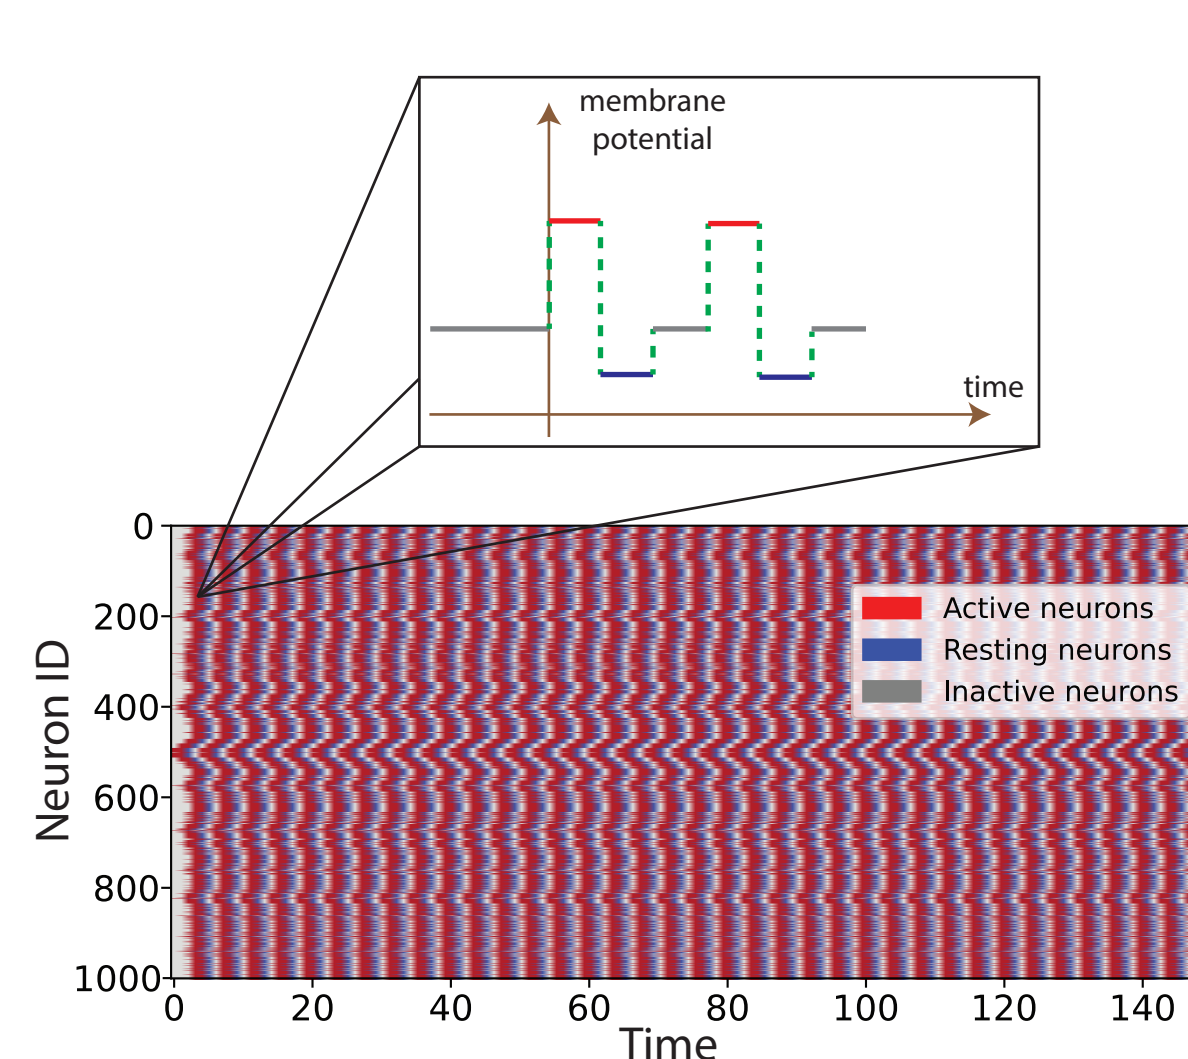 membrane
potential
time
0
200
400
600
800
1000
Neuron ID
Active neurons
Resting neurons
Inactive neurons
0 20 40 60 80 100 120 140
Time